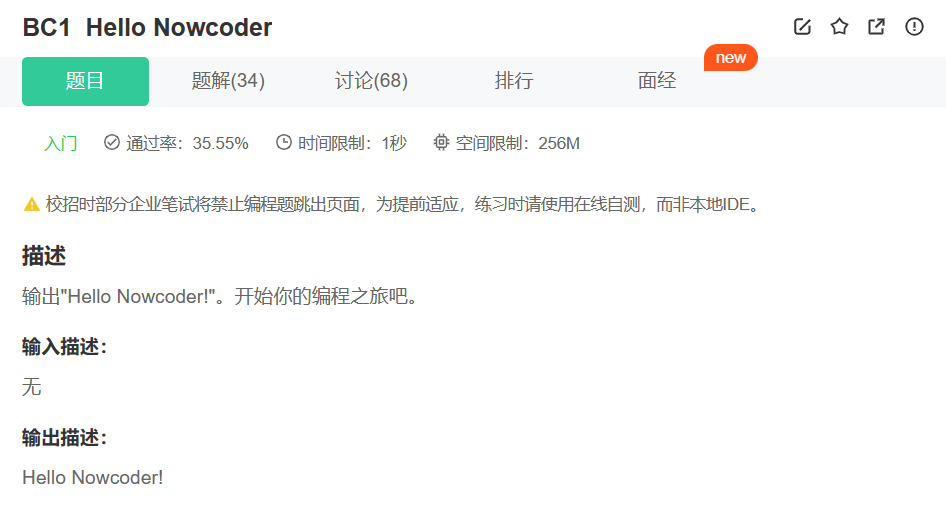 BC1 Hello Nowcoder
new
题目 题解(34) 讨论(68) 排行 面经
入门 通过率：35.55% 时间限制：1秒 空间限制：256M
校招时部分企业笔试将禁止编程题跳出页面，为提前适应，练习时请使用在线自测，而非本地IDE。
描述
输出"Hello Nowcoder!"。开始你的编程之旅吧。
输入描述：
无
输出描述：
Hello Nowcoder!